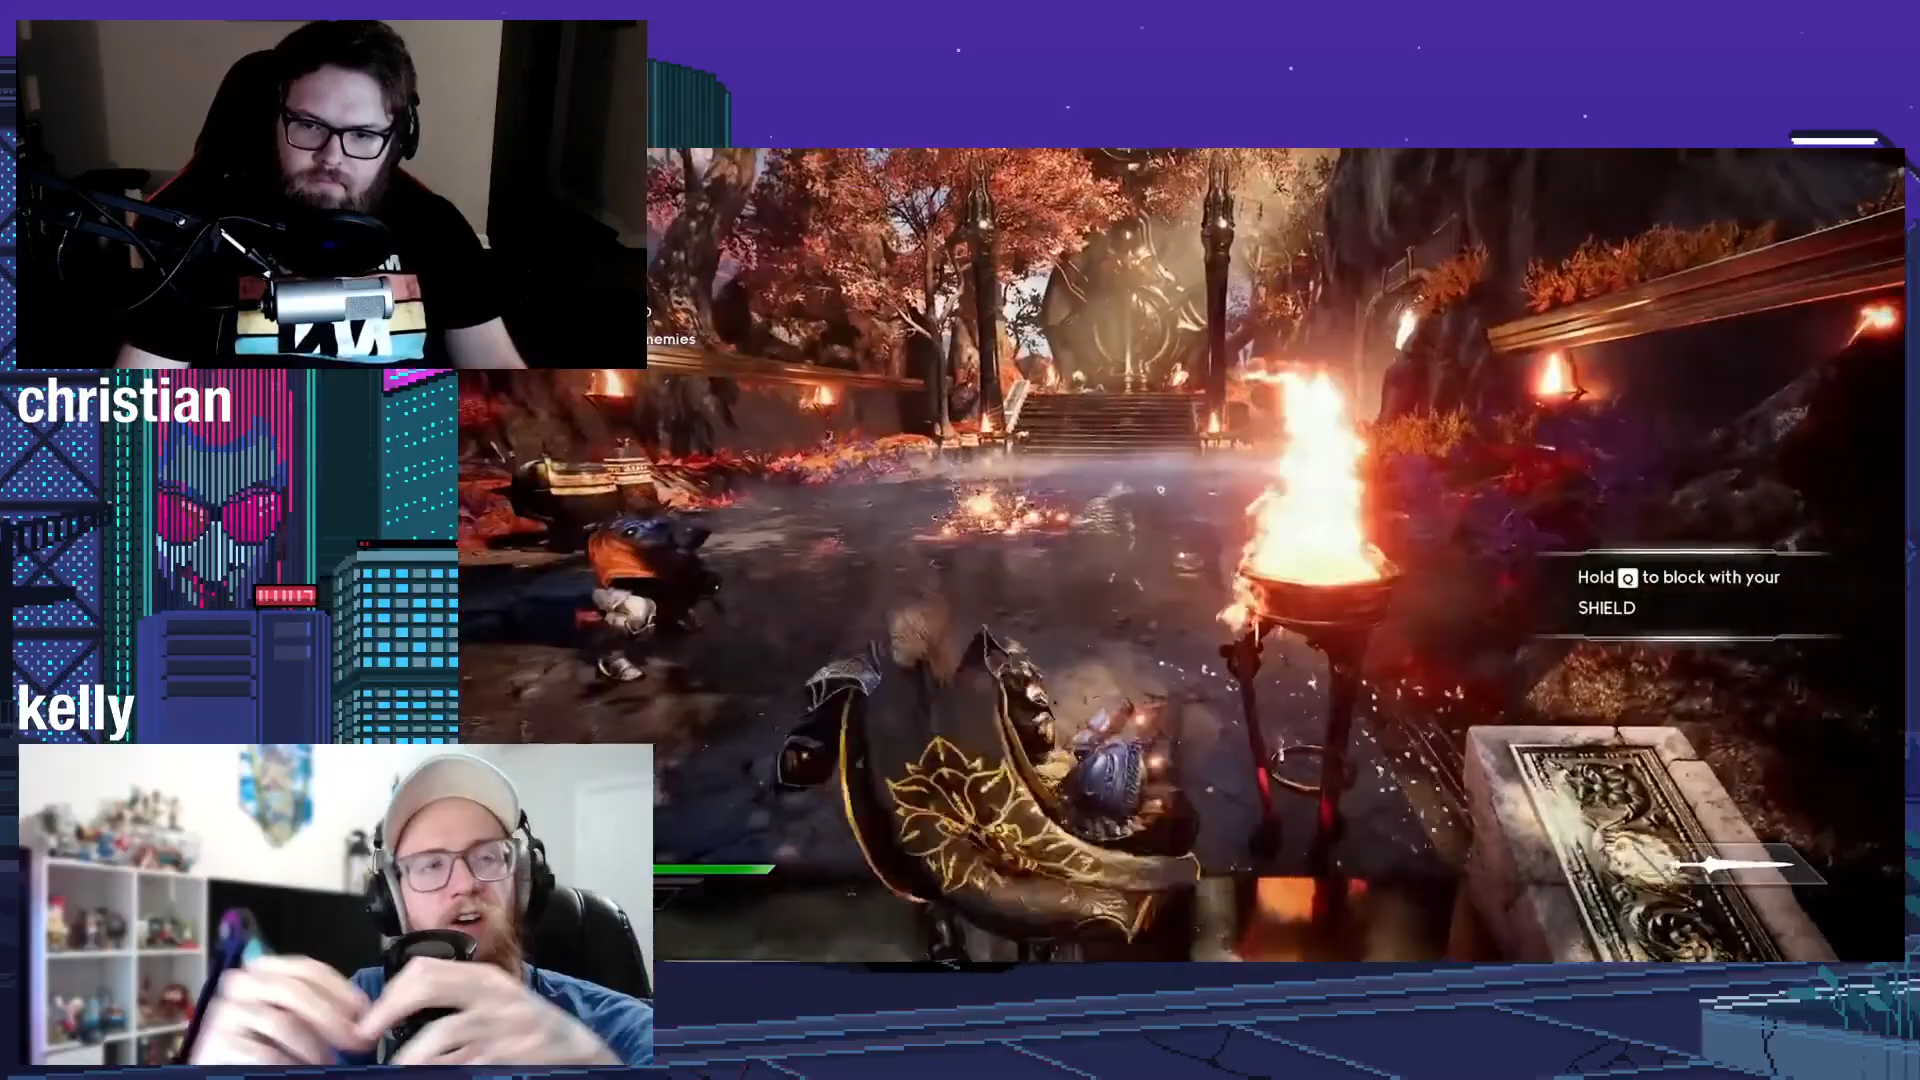 nemies
christian
Hold Q to block with your
SHIELD
kelly